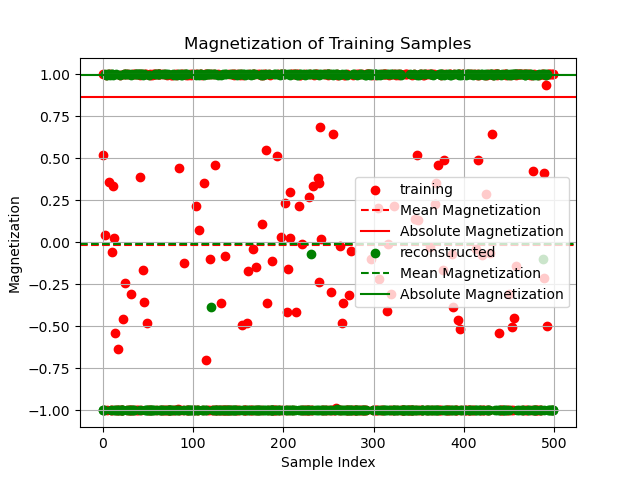 Magnetization of Training Samples
Magnetization
1.00
0.75
0.50
0.25
0.00
−0.25
−0.50
−0.75
−1.00
training
Mean Magnetization
Absolute Magnetization
reconstructed
Mean Magnetization
Absolute Magnetization
0 100 200 300 400 500
Sample Index